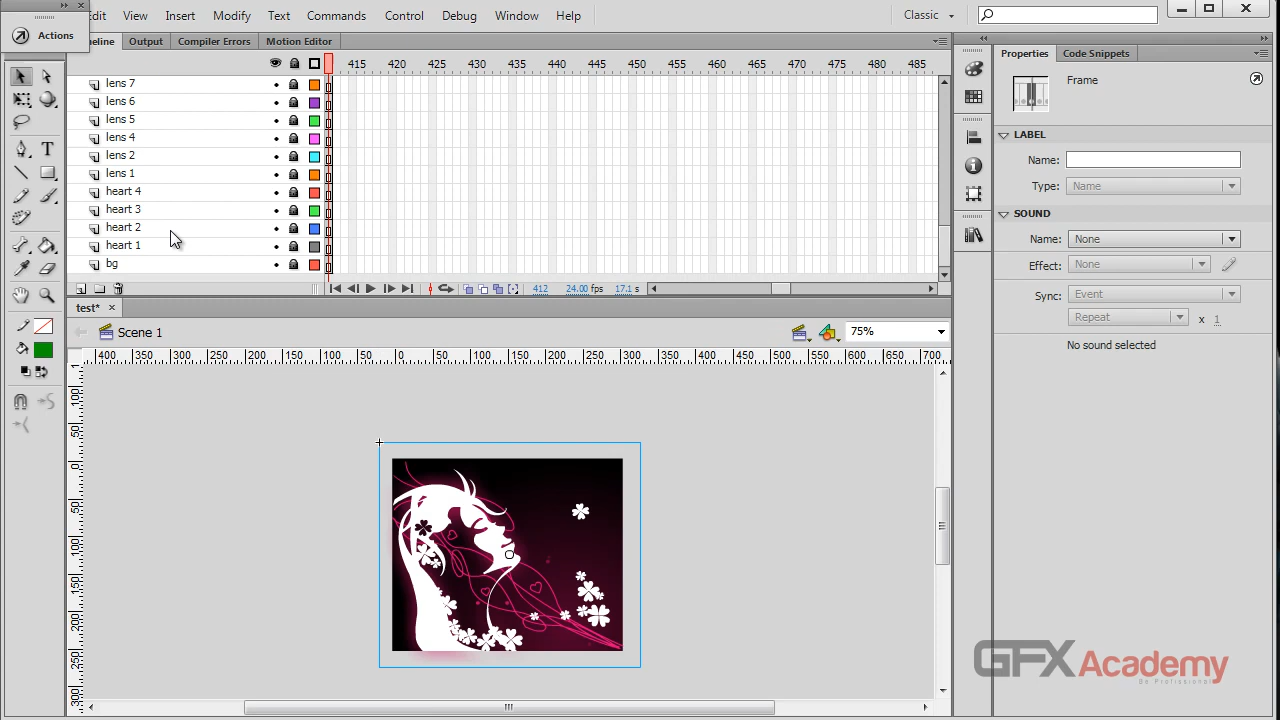 Edit View Insert Modify Text Commands Control Debug Window Help Classic
Actions
Output Compiler Errors Motion Editor Properties Code Snippets
415 420 425 430 435 440 445 450 455 460 465 470 475 480 485
Frame
lens 7
lens 6
lens 5
lens 4
lens 2
lens 1
heart 4
heart 3
heart 2
heart 1
bg
LABEL
Name:
Type: Name
SOUND
Name: None
Effect: None
Sync: Event
Repeat x 1
No sound selected
412 24.00 fps 17.1 s
test*
Scene 1 75%
400 350 300 250 200 150 100 50 0 50 100 150 200 250 300 350 400 450 500 550 600 650 700
GFX Academy
Be Profissional